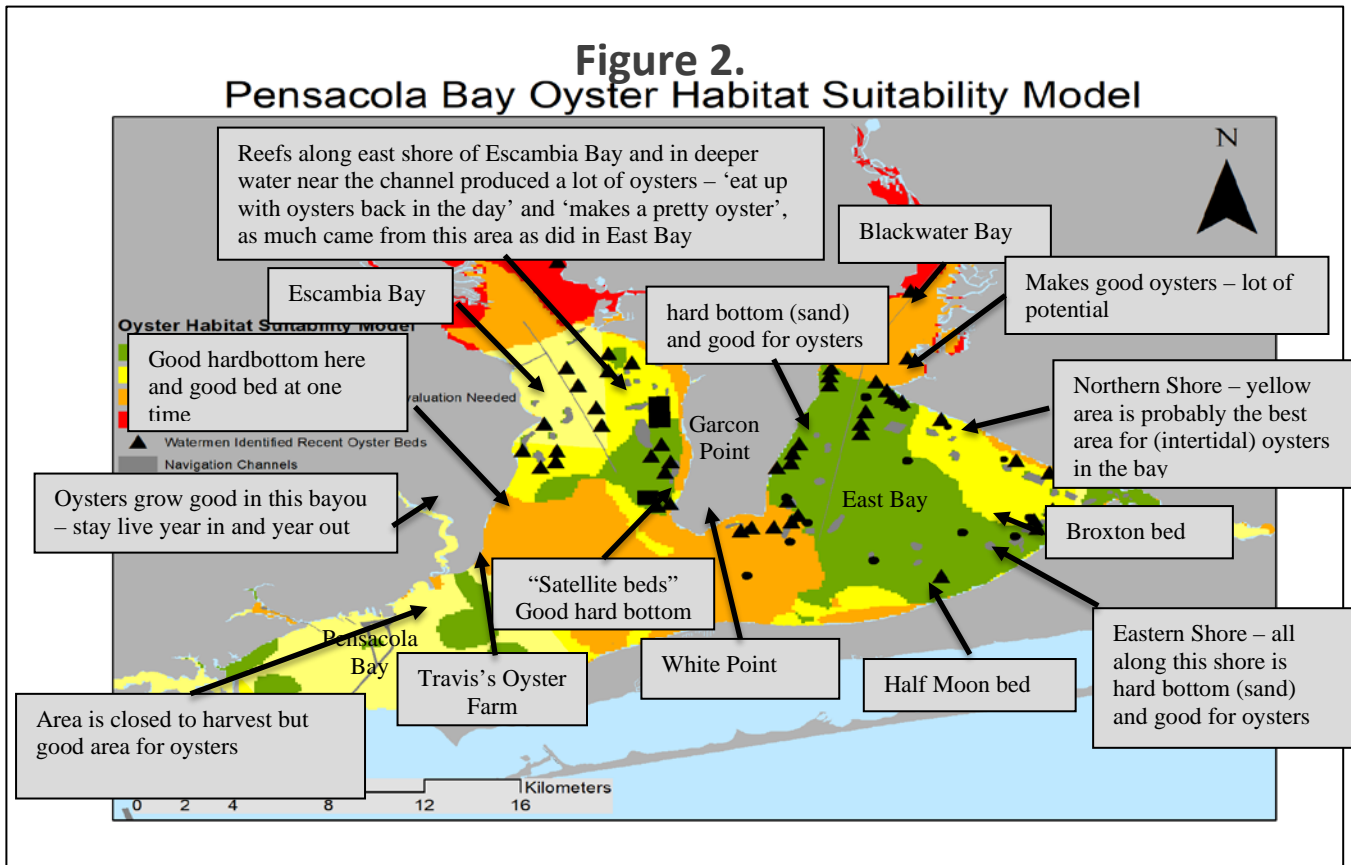 Figure 2.
Pensacola Bay Oyster Habitat Suitability Model
Reefs along east shore of Escambia Bay and in deeper
water near the channel produced a lot of oysters – ‘eat up
with oysters back in the day’ and ‘makes a pretty oyster’,
as much came from this area as did in East Bay
N
Blackwater Bay
Escambia Bay
Makes good oysters – lot of
potential
hard bottom (sand)
and good for oysters
Oyster Habitat Suitability Model
Good hardbottom here
and good bed at one
time
Evaluation Needed
Watermen Identified Recent Oyster Beds
Navigation Channels
Northern Shore – yellow
area is probably the best
area for (intertidal) oysters
in the bay
Garcon
Point
Oysters grow good in this bayou
– stay live year in and year out
East Bay
Broxton bed
“Satellite beds”
Good hard bottom
Pensacola
Bay
Travis’s Oyster
Farm
White Point
Half Moon bed
Eastern Shore – all
along this shore is
hard bottom (sand)
and good for oysters
Area is closed to harvest but
good area for oysters
Kilometers
0 2 4 8 12 16